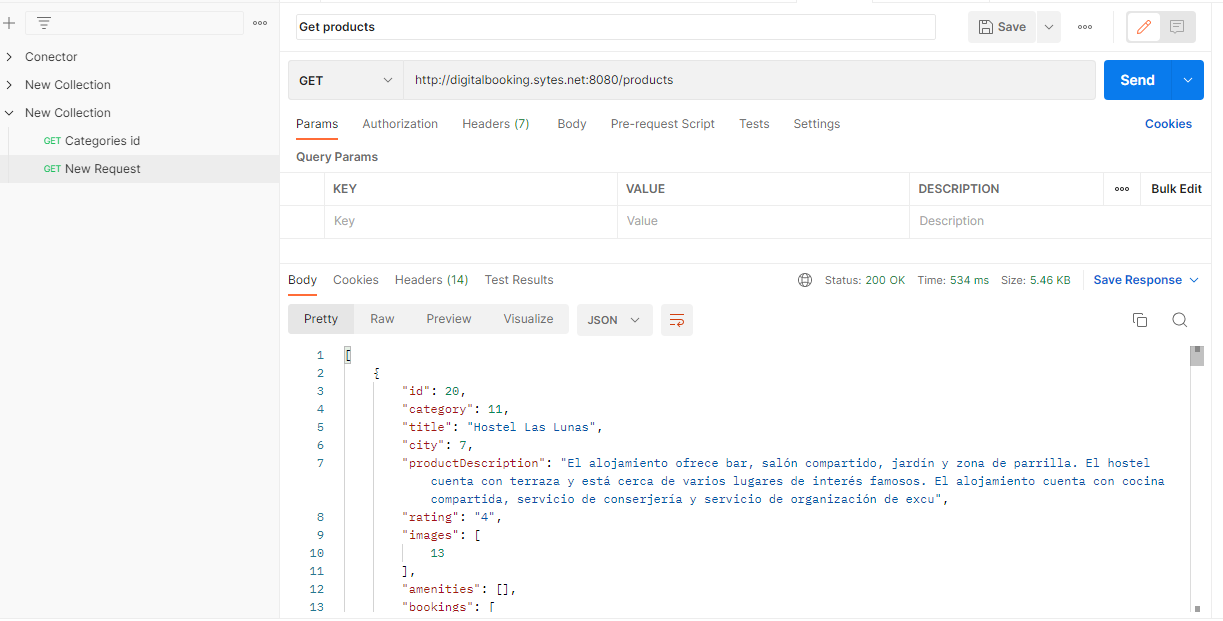 Get products
Save
Conector
New Collection
New Collection
GET Categories id
GET New Request
GET
http://digitalbooking.sytes.net:8080/products
Send
Params Authorization Headers (7) Body Pre-request Script Tests Settings Cookies
Query Params
KEY VALUE DESCRIPTION Bulk Edit
Key Value Description
Body Cookies Headers (14) Test Results Status: 200 OK Time: 534 ms Size: 5.46 KB Save Response
Pretty Raw Preview Visualize JSON
1 [
2 {
3 "id": 20,
4 "category": 11,
5 "title": "Hostel Las Lunas",
6 "city": 7,
7 "productDescription": "El alojamiento ofrece bar, salón compartido, jardín y zona de parrilla. El hostel
cuenta con terraza y está cerca de varios lugares de interés famosos. El alojamiento cuenta con cocina
compartida, servicio de conserjería y servicio de organización de excu",
8 "rating": "4",
9 "images": [
10 13
11 ],
12 "amenities": [],
13 "bookings": [